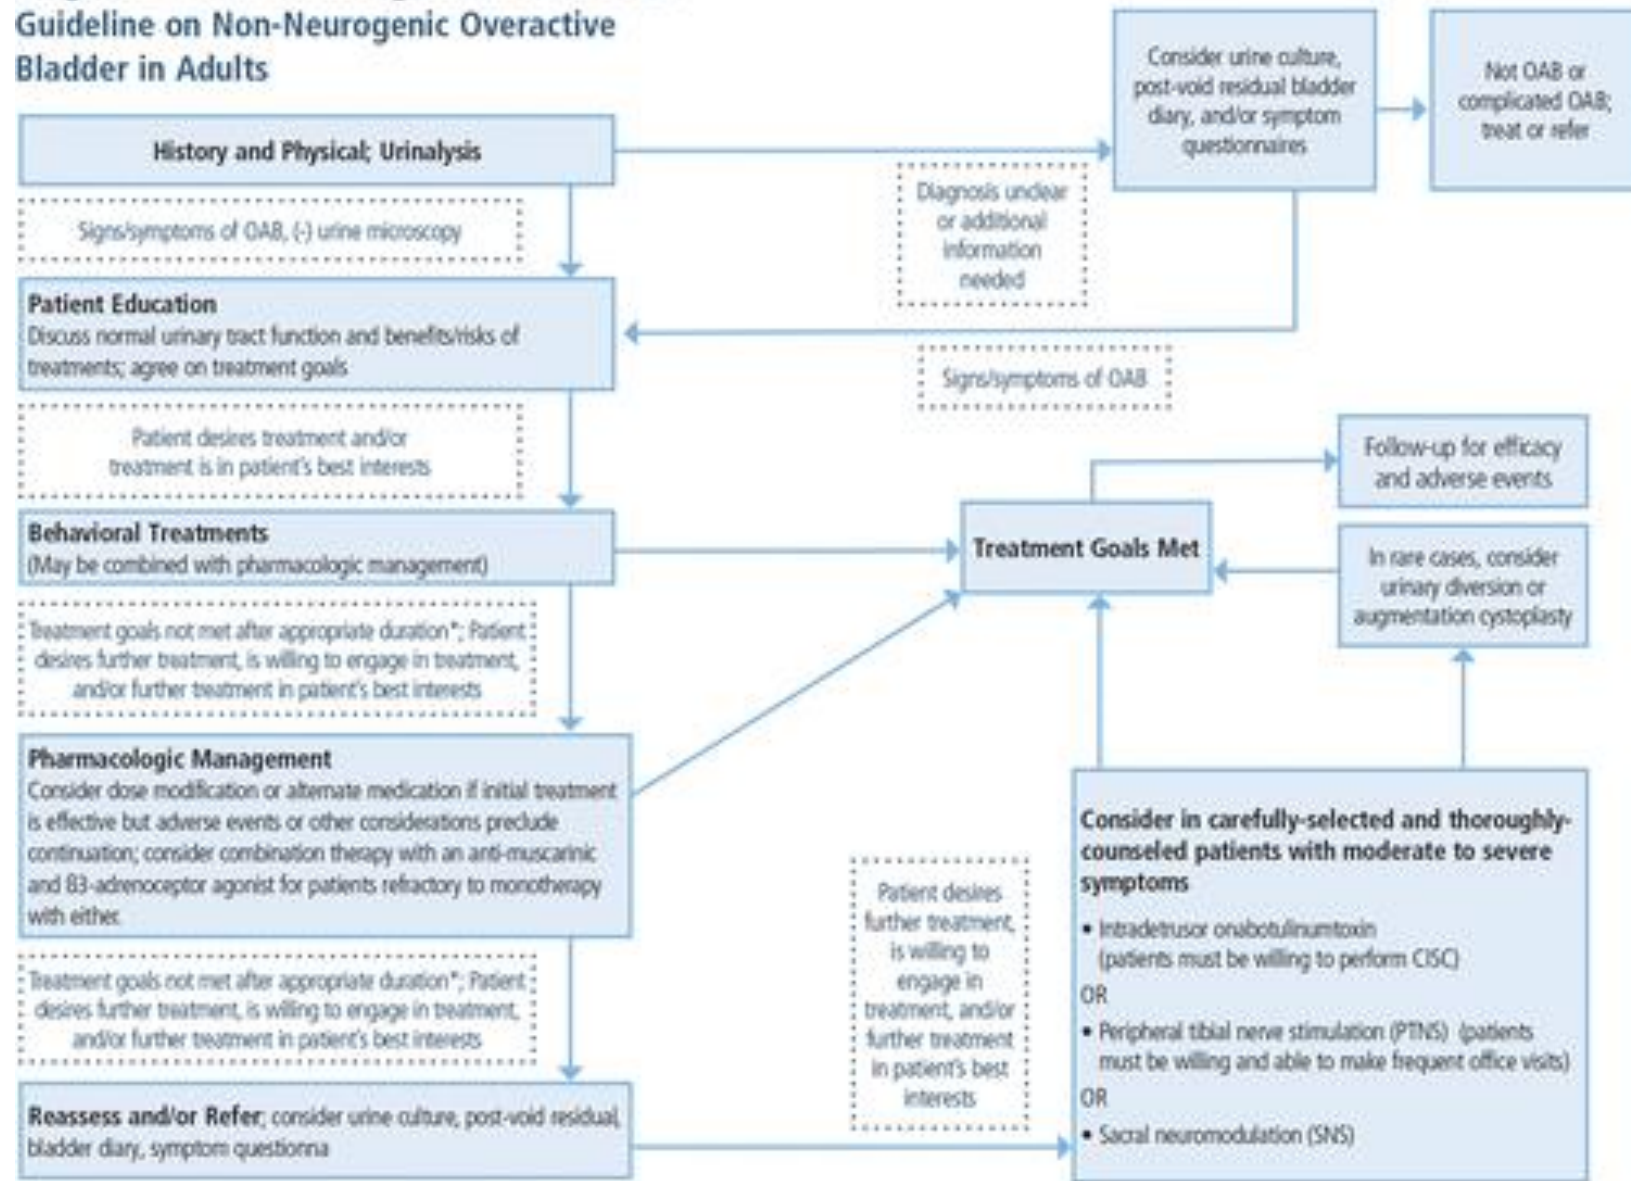 Guideline on Non-Neurogenic Overactive
Bladder in Adults
History and Physical; Urinalysis
Signs/symptoms of OAB, (-) urine microscopy
Patient Education
Discuss normal urinary tract function and benefits/risks of
treatments; agree on treatment goals
Patient desires treatment and/or
treatment is in patient's best interests
Behavioral Treatments
(May be combined with pharmacologic management)
Treatment goals not met after appropriate duration*; Patient
desires further treatment, is willing to engage in treatment,
and/or further treatment in patient's best interests
Pharmacologic Management
Consider dose modification or alternate medication if initial treatment
is effective but adverse events or other considerations preclude
continuation; consider combination therapy with an anti-muscarinic
and ß3-adrenoceptor agonist for patients refractory to monotherapy
with either.
Treatment goals not met after appropriate duration*; Patient
desires further treatment, is willing to engage in treatment,
and/or further treatment in patient's best interests
Reassess and/or Refer; consider urine culture, post-void residual,
bladder diary, symptom questionna
Consider urine culture,
post-void residual bladder
diary, and/or symptom
questionnaires
Not OAB or
complicated OAB;
treat or refer
Diagnosis unclear
or additional
information
needed
Signs/symptoms of OAB
Follow-up for efficacy
and adverse events
Treatment Goals Met
In rare cases, consider
urinary diversion or
augmentation cystoplasty
Patient desires
further treatment,
is willing to
engage in
treatment, and/or
further treatment
in patient's best
interests
Consider in carefully-selected and thoroughly-
counseled patients with moderate to severe
symptoms
• Intradetrusor onabotulinumtoxin
(patients must be willing to perform CISC)
OR
• Peripheral tibial nerve stimulation (PTNS) (patients
must be willing and able to make frequent office visits)
OR
• Sacral neuromodulation (SNS)